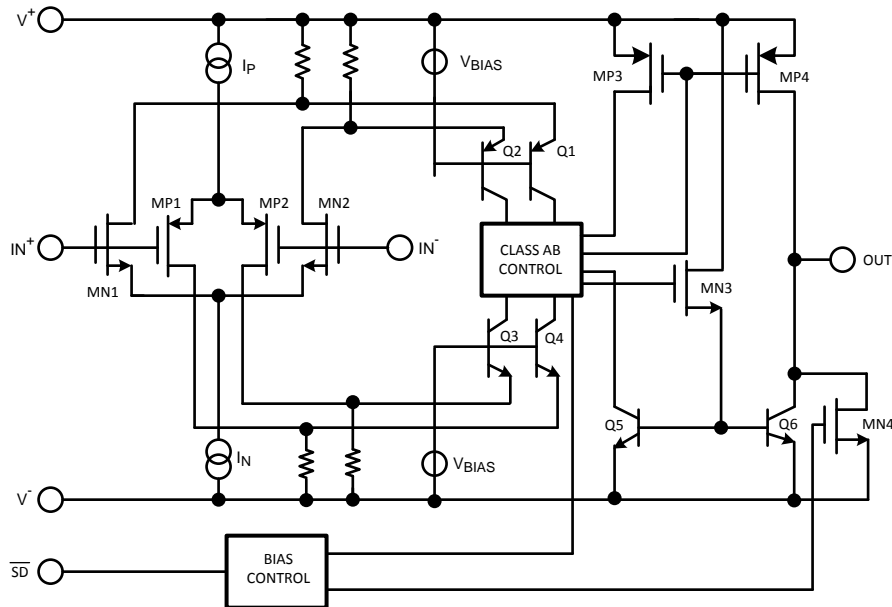 V+
IP
VBIAS
MP3
MP4
Q2
Q1
MP1
MP2
MN2
IN+
IN-
CLASS AB
CONTROL
OUT
MN1
MN3
Q3
Q4
Q5
Q6
MN4
IN
VBIAS
V-
SD
BIAS
CONTROL